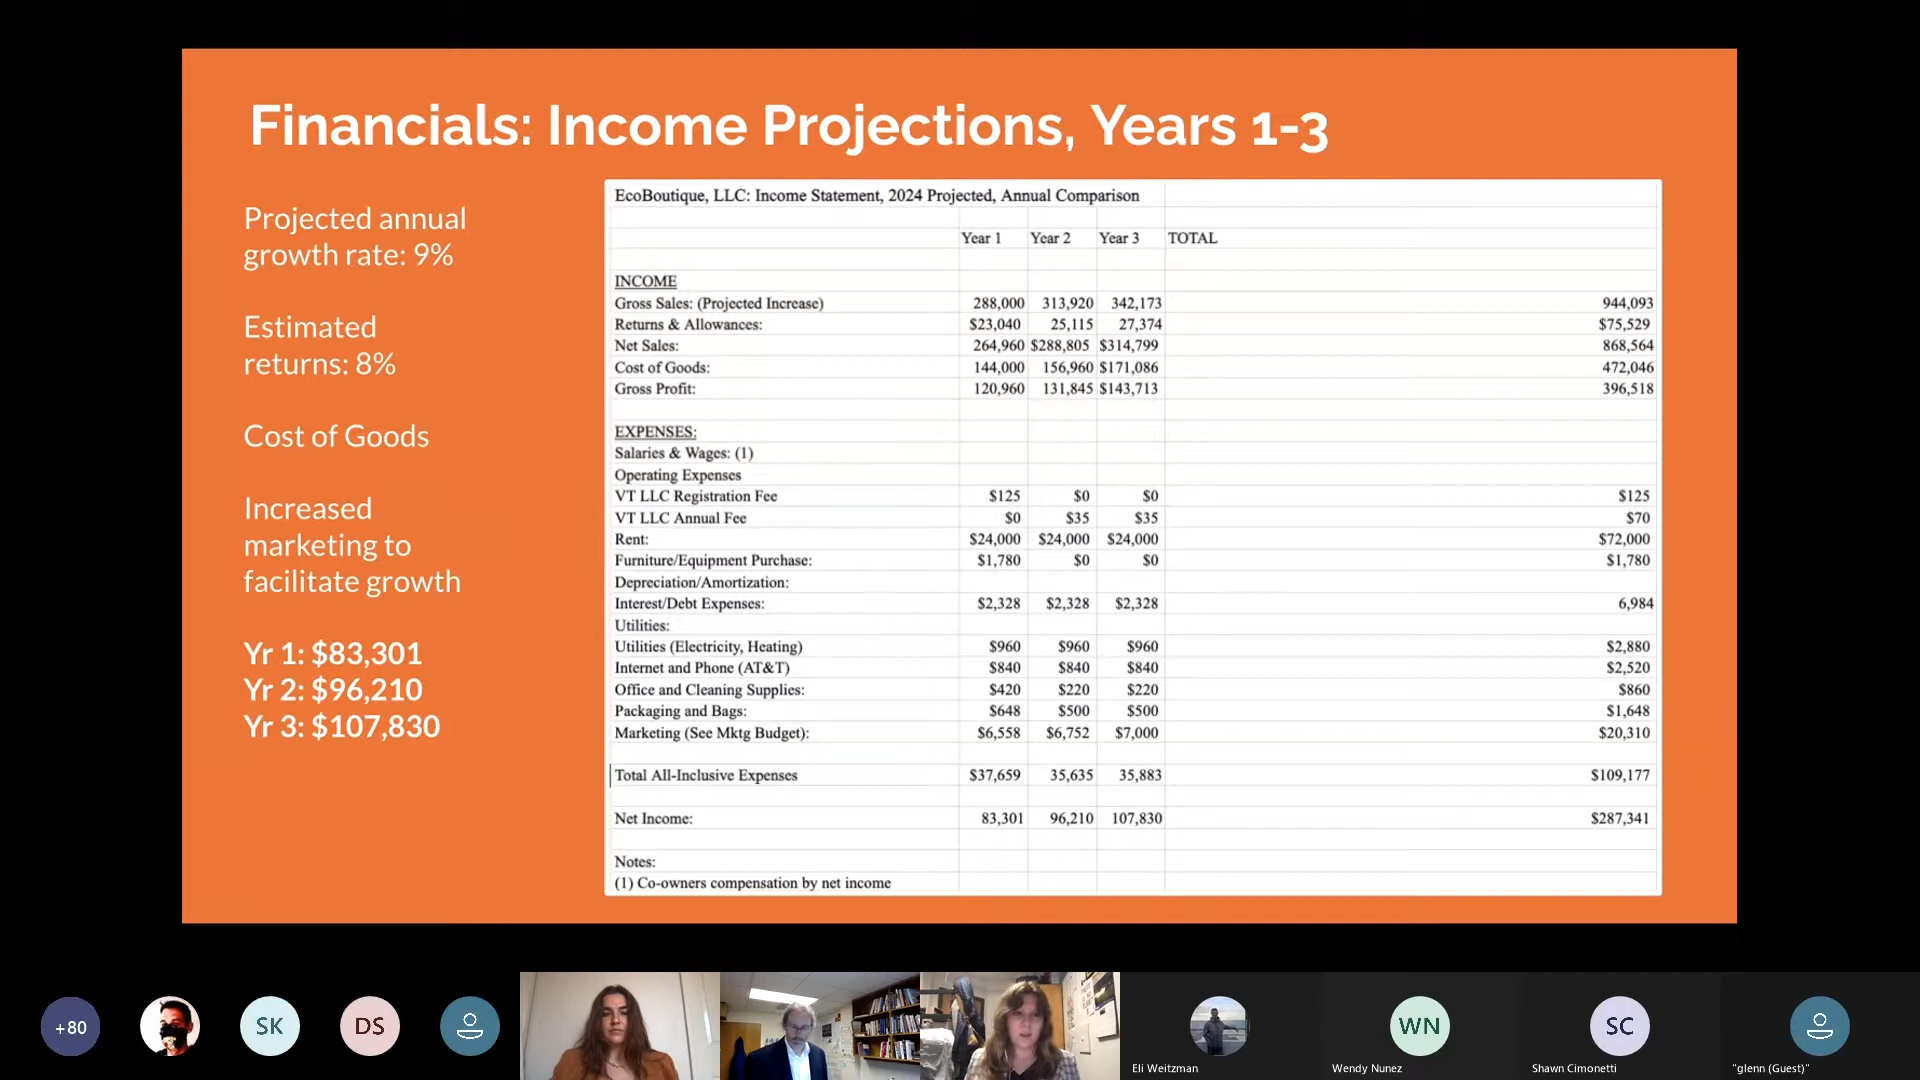 Financials: Income Projections, Years 1-3
Projected annual
growth rate: 9%
Estimated
returns: 8%
Cost of Goods
Increased
marketing to
facilitate growth
Yr 1: $83,301
Yr 2: $96,210
Yr 3: $107,830
EcoBoutique, LLC: Income Statement, 2024 Projected, Annual Comparison
Year 1 Year 2 Year 3 TOTAL
INCOME
Gross Sales: (Projected Increase) 288,000 313,920 342,173 944,093
Returns & Allowances: $23,040 25,115 27,374 $75,529
Net Sales: 264,960 $288,805 $314,799 868,564
Cost of Goods: 144,000 156,960 $171,086 472,046
Gross Profit: 120,960 131,845 $143,713 396,518
EXPENSES:
Salaries & Wages: (1)
Operating Expenses
VT LLC Registration Fee $125 $0 $0 $125
VT LLC Annual Fee $0 $35 $35 $70
Rent: $24,000 $24,000 $24,000 $72,000
Furniture/Equipment Purchase: $1,780 $0 $0 $1,780
Depreciation/Amortization:
Interest/Debt Expenses: $2,328 $2,328 $2,328 6,984
Utilities:
Utilities (Electricity, Heating) $960 $960 $960 $2,880
Internet and Phone (AT&T) $840 $840 $840 $2,520
Office and Cleaning Supplies: $420 $220 $220 $860
Packaging and Bags: $648 $500 $500 $1,648
Marketing (See Mktg Budget): $6,558 $6,752 $7,000 $20,310
Total All-Inclusive Expenses $37,659 35,635 35,883 $109,177
Net Income: 83,301 96,210 107,830 $287,341
Notes:
(1) Co-owners compensation by net income
+80 SK DS WN SC
Eli Weitzman Wendy Nunez Shawn Cimonetti "glenn (Guest)"